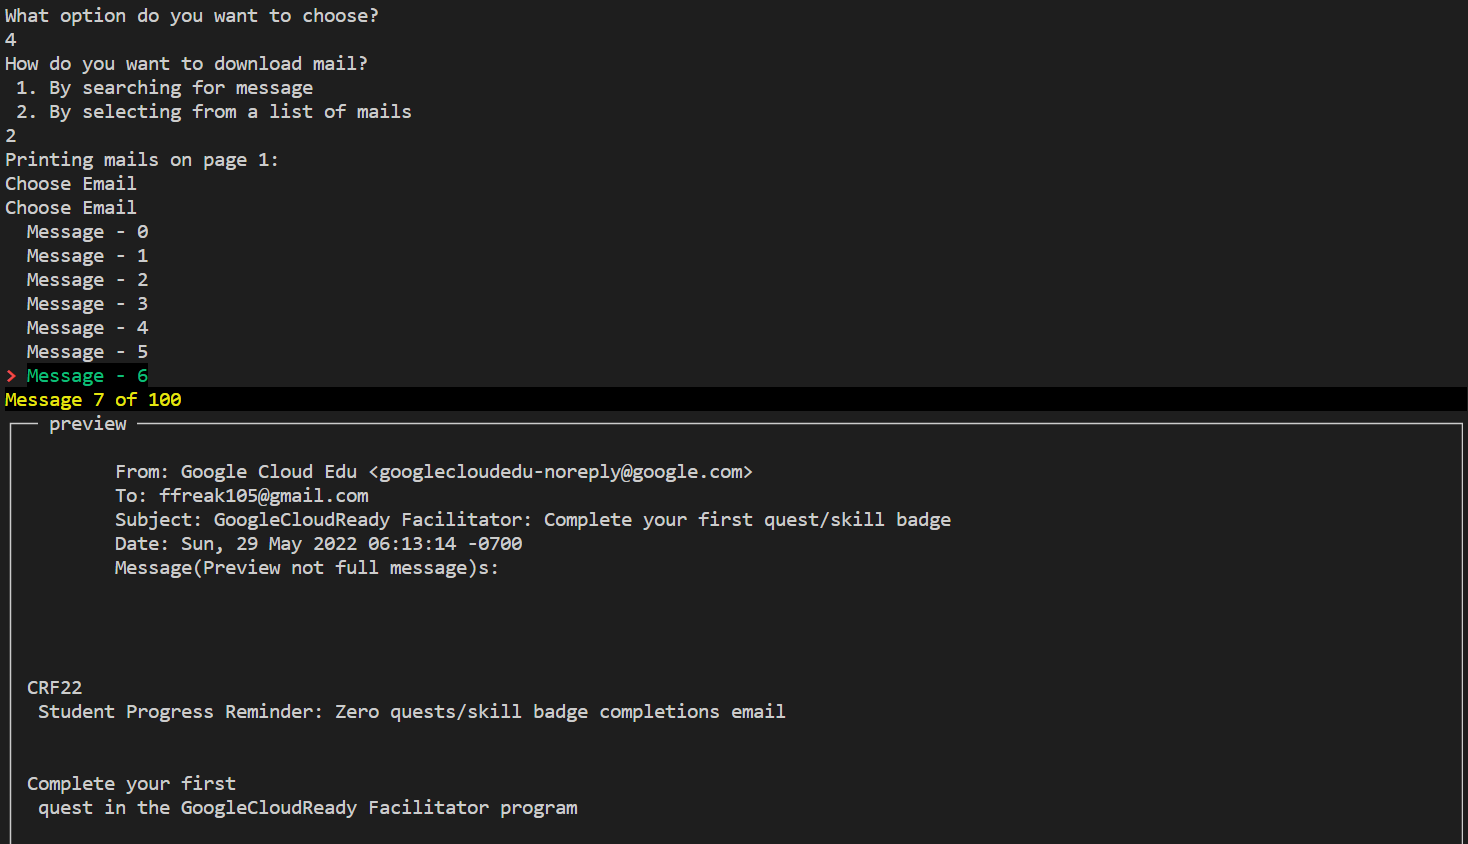 What option do you want to choose?
4
How do you want to download mail?
1. By searching for message
2. By selecting from a list of mails
2
Printing mails on page 1:
Choose Email
Choose Email
Message - 0
Message - 1
Message - 2
Message - 3
Message - 4
Message - 5
> Message - 6
Message 7 of 100
preview
From: Google Cloud Edu <googlecloudedu-noreply@google.com>
To: ffreak105@gmail.com
Subject: GoogleCloudReady Facilitator: Complete your first quest/skill badge
Date: Sun, 29 May 2022 06:13:14 -0700
Message(Preview not full message)s:
CRF22
Student Progress Reminder: Zero quests/skill badge completions email
Complete your first
quest in the GoogleCloudReady Facilitator program